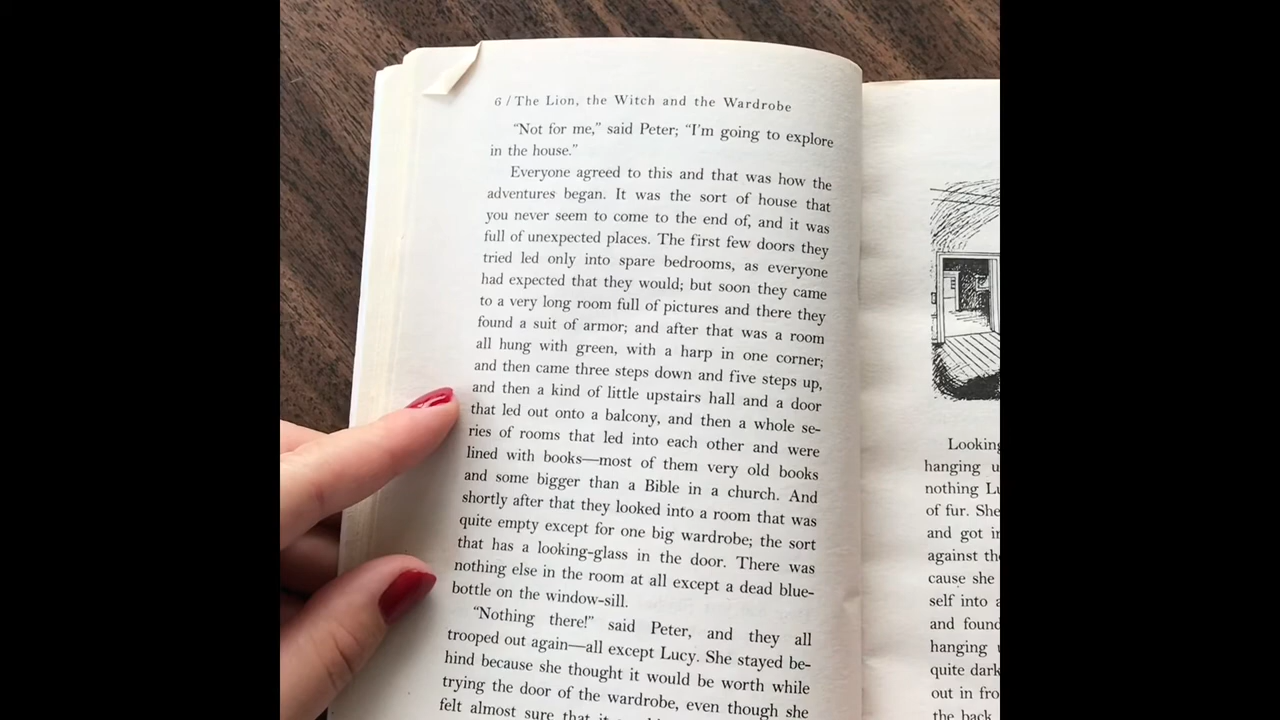 6 / The Lion, the Witch and the Wardrobe
"Not for me," said Peter; "I'm going to explore
in the house."
Everyone agreed to this and that was how the
adventures began. It was the sort of house that
you never seem to come to the end of, and it was
full of unexpected places. The first few doors they
tried led only into spare bedrooms, as everyone
had expected that they would; but soon they came
to a very long room full of pictures and there they
found a suit of armor; and after that was a room
all hung with green, with a harp in one corner;
and then came three steps down and five steps up,
and then a kind of little upstairs hall and a door
that led out onto a balcony, and then a whole se-
ries of rooms that led into each other and were
lined with books—most of them very old books
and some bigger than a Bible in a church. And
shortly after that they looked into a room that was
quite empty except for one big wardrobe; the sort
that has a looking-glass in the door. There was
nothing else in the room at all except a dead blue-
bottle on the window-sill.
"Nothing there!" said Peter, and they all
trooped out again—all except Lucy. She stayed be-
hind because she thought it would be worth while
trying the door of the wardrobe, even though she
felt almost sure that it
Looking
hanging
nothing
of fur. She
and got
against
cause she
self into
and found
hanging
quite dark
out in
the back